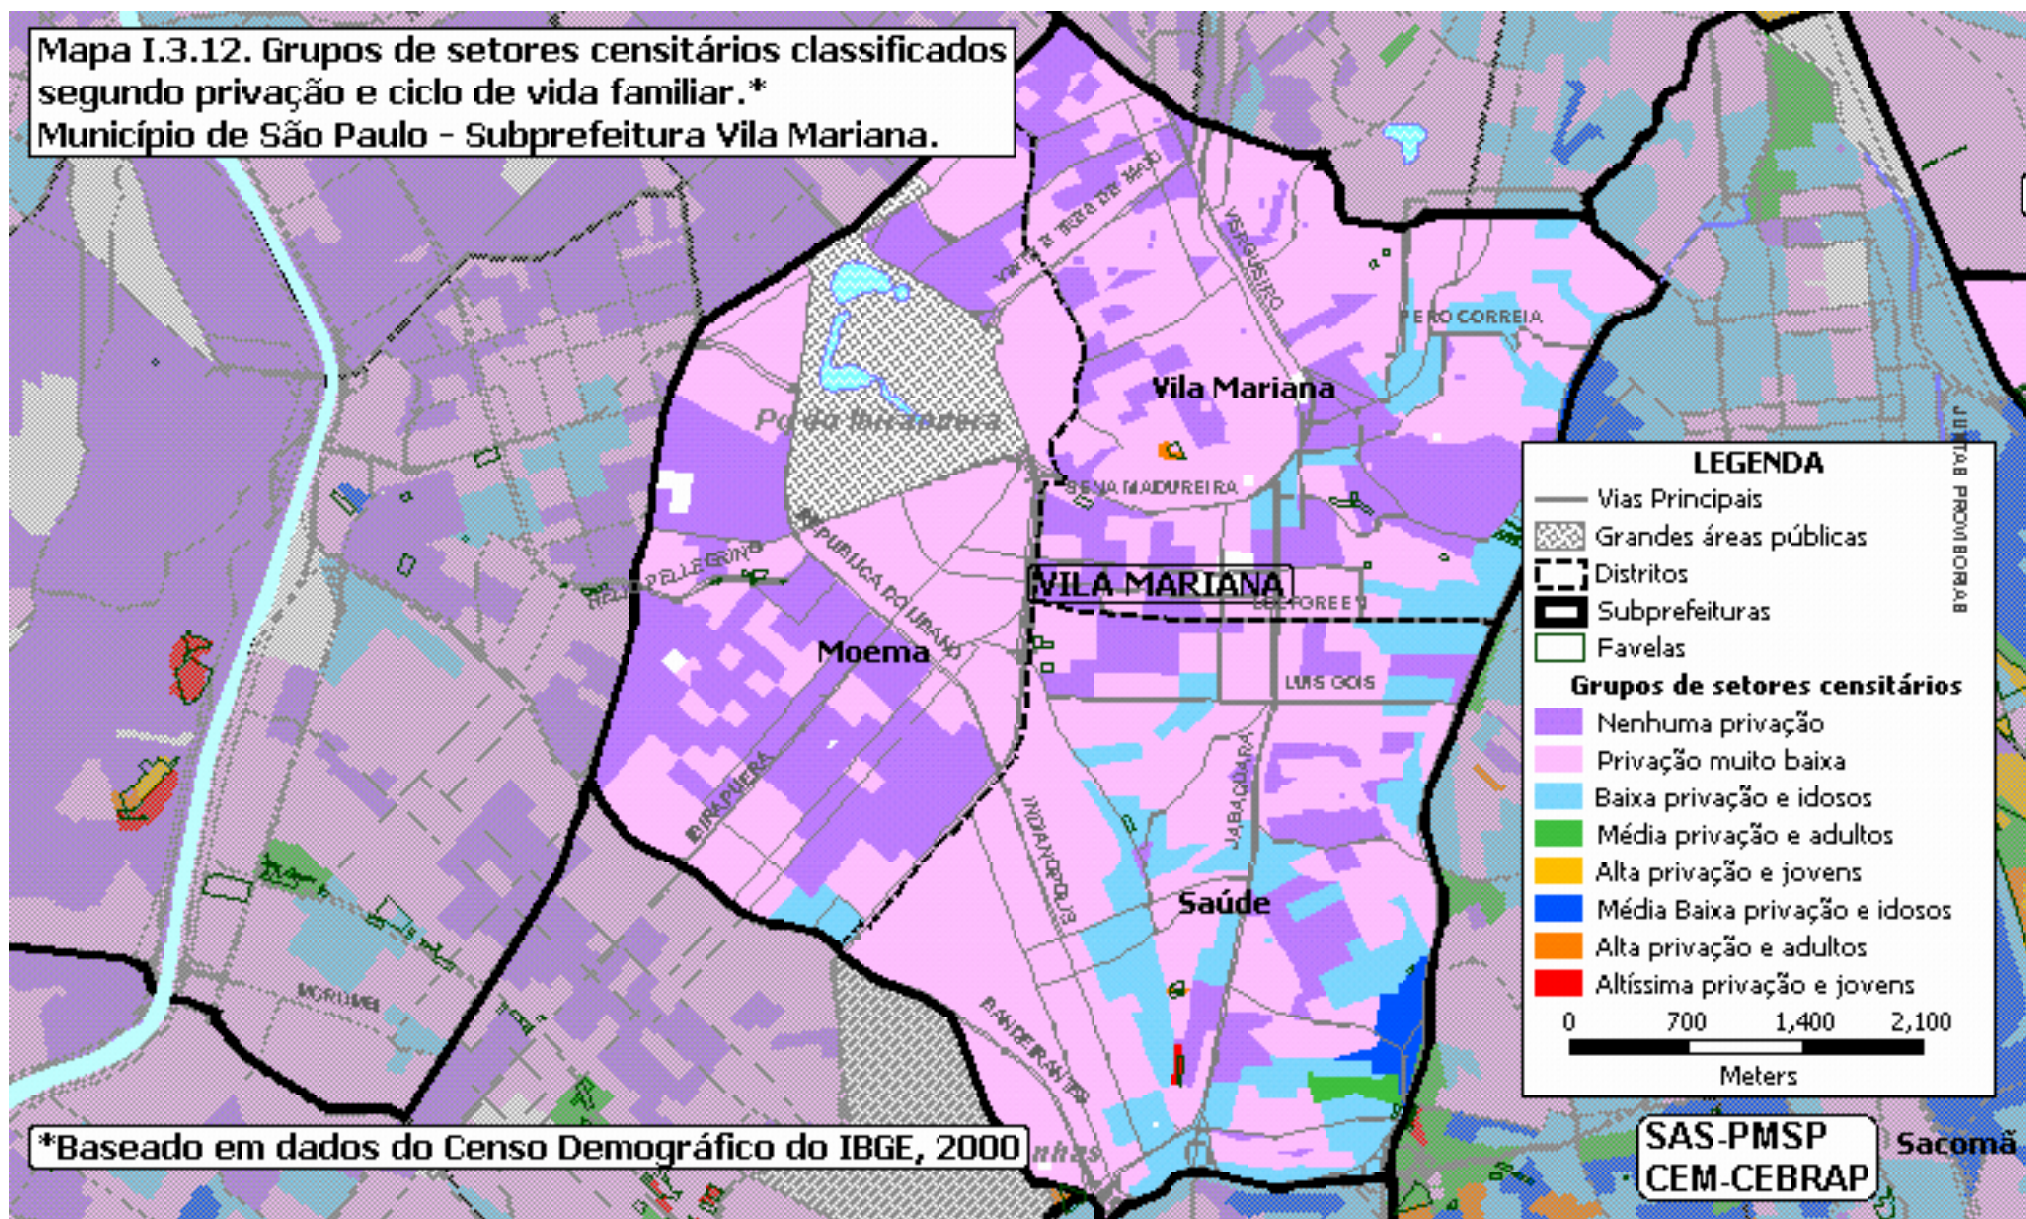 Mapa I.3.12. Grupos de setores censitários classificados
segundo privação e ciclo de vida familiar.*
Município de São Paulo - Subprefeitura Vila Mariana.
VERGUEIRO
PERO CORREIA
Vila Mariana
SENA MADUREIRA
VILA MARIANA
Moema
LUIS GOIS
JABAQUARA
IBIRAPUERA
INDIANOPOLIS
Saúde
BANDEIRANTES
MORUMBI
HELIO PELLEGRINO
LEGENDA
Vias Principais
Grandes áreas públicas
Distritos
Subprefeituras
Favelas
Grupos de setores censitários
Nenhuma privação
Privação muito baixa
Baixa privação e idosos
Média privação e adultos
Alta privação e jovens
Média Baixa privação e idosos
Alta privação e adultos
Altíssima privação e jovens
0 700 1,400 2,100
Meters
*Baseado em dados do Censo Demográfico do IBGE, 2000
SAS-PMSP
CEM-CEBRAP
Sacomã